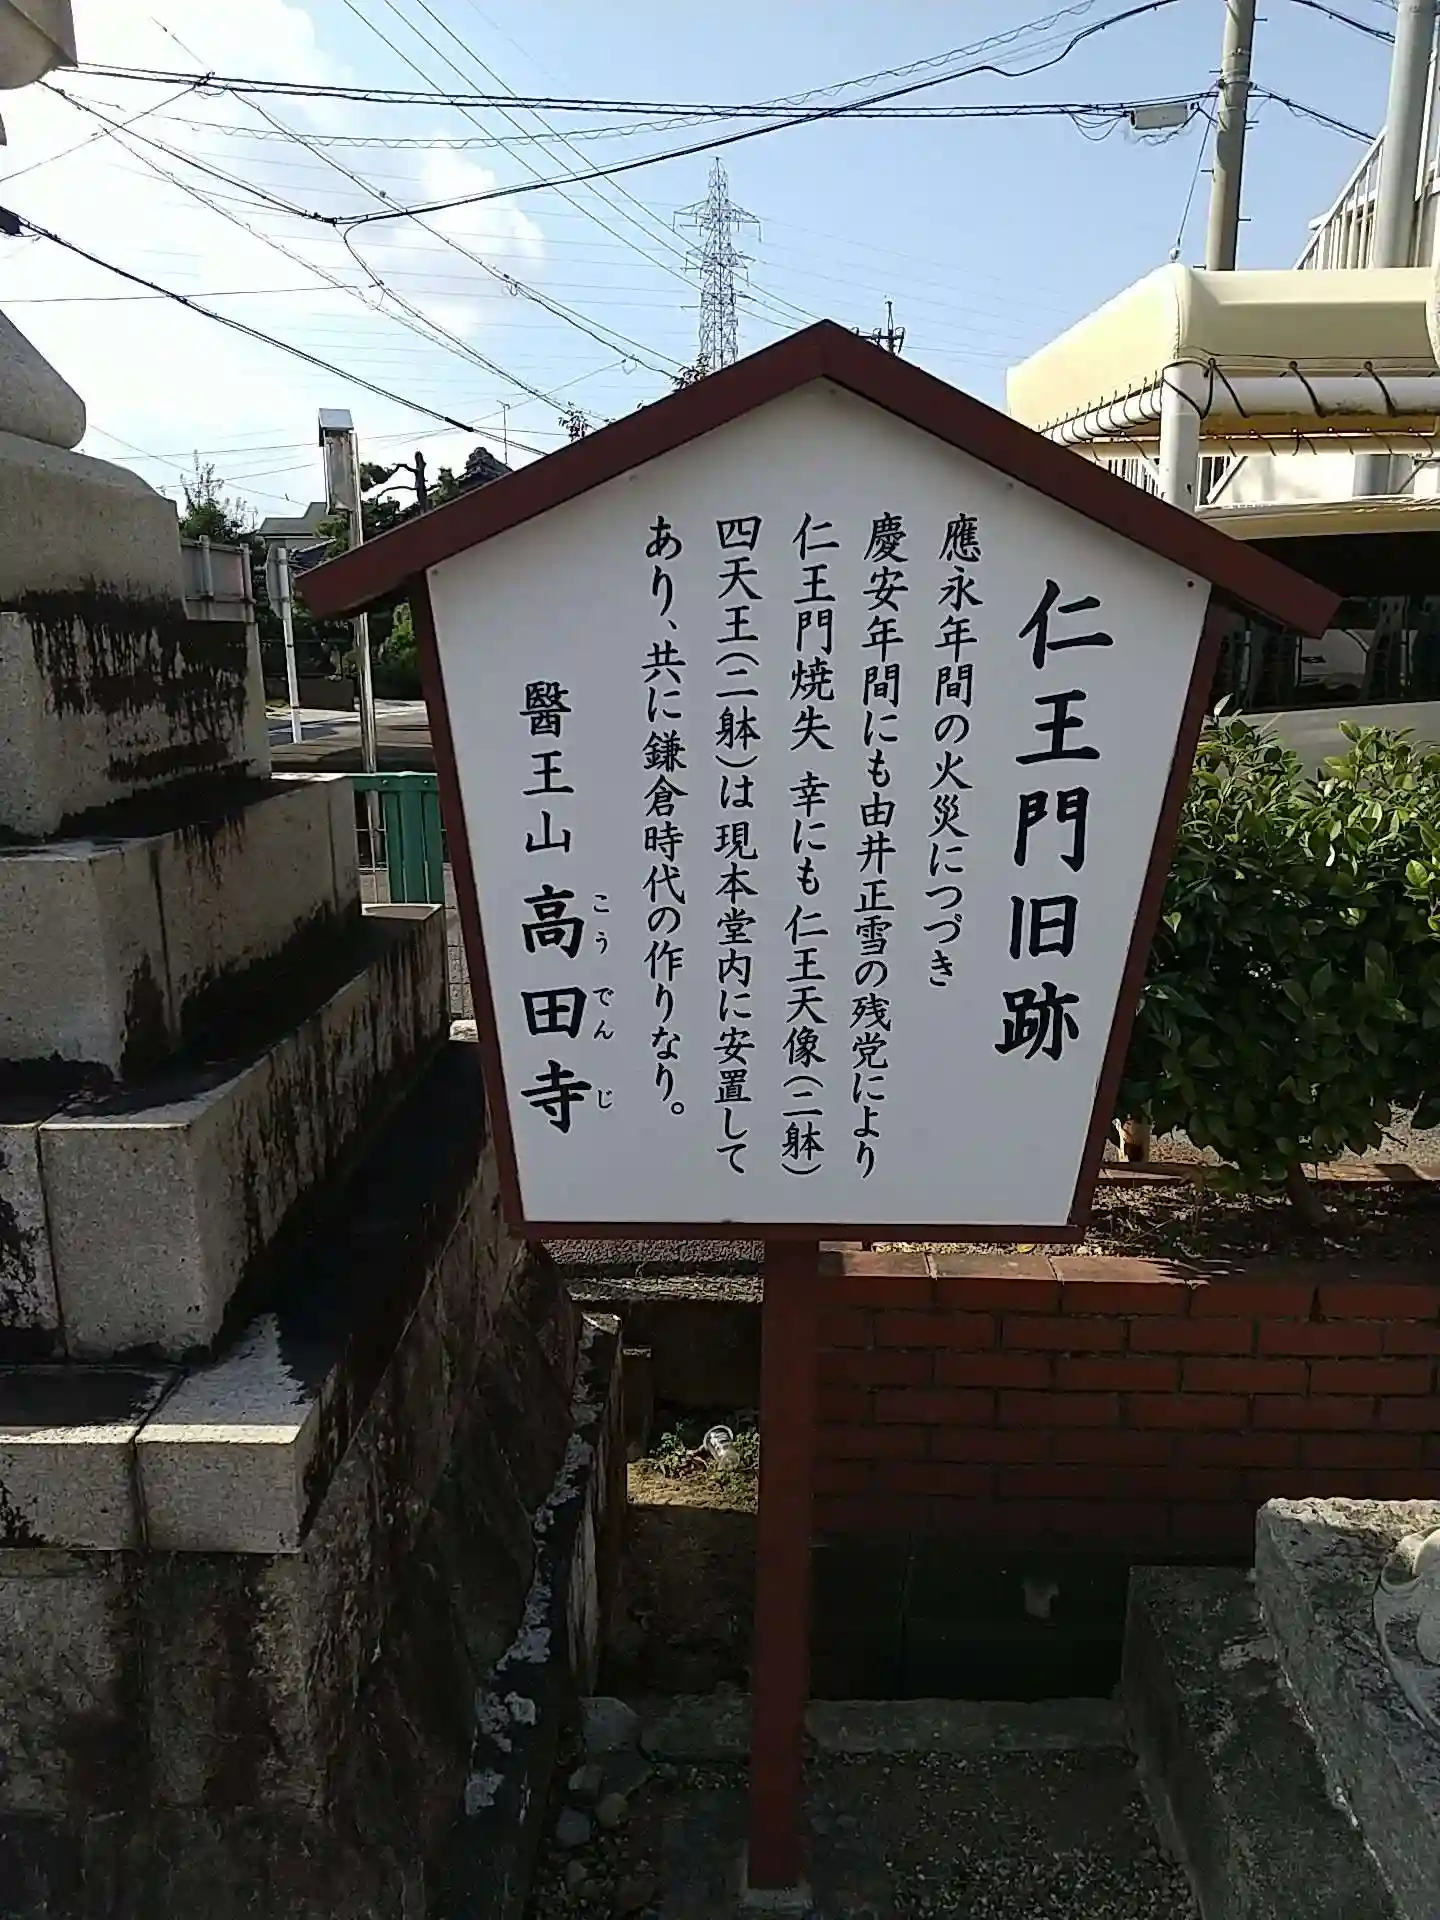 仁王門旧跡
應永年間の火災につづき
慶安年間にも由井正雪の残党により
仁王門焼失 幸にも仁王天像(二躰)
四天王(二躰)は現本堂内に安置して
あり、共に鎌倉時代の作りなり。
醫王山 高田寺
こうでんじ